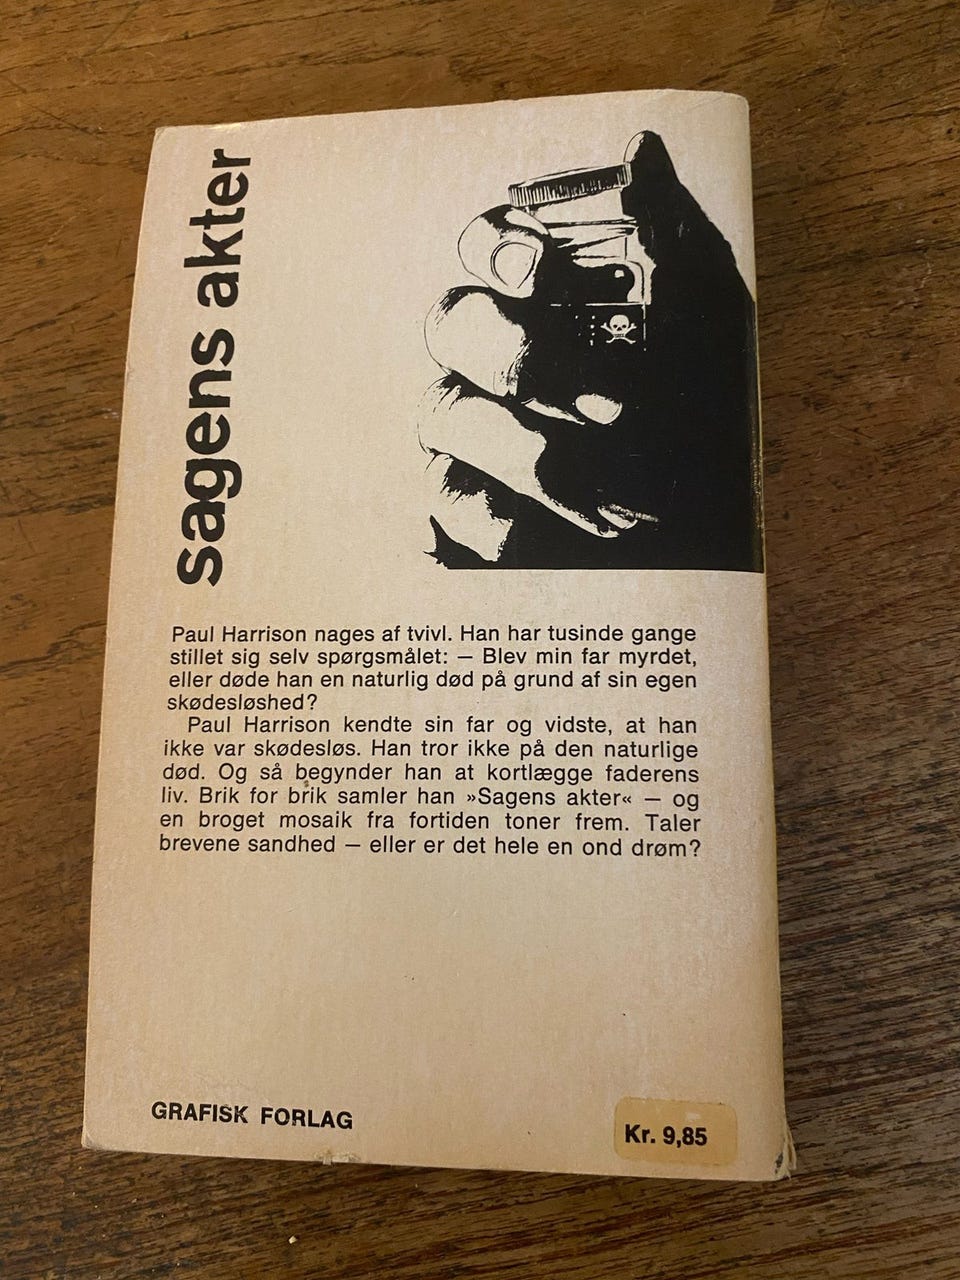 sagens akter
Paul Harrison nages af tvivl. Han har tusinde gange
stillet sig selv spørgsmålet: — Blev min far myrdet,
eller døde han en naturlig død på grund af sin egen
skødesløshed?
Paul Harrison kendte sin far og vidste, at han
ikke var skødesløs. Han tror ikke på den naturlige
død. Og så begynder han at kortlægge faderens
liv. Brik for brik samler han »Sagens akter« — og
en broget mosaik fra fortiden toner frem. Taler
brevene sandhed — eller er det hele en ond drøm?
GRAFISK FORLAG
Kr. 9,85